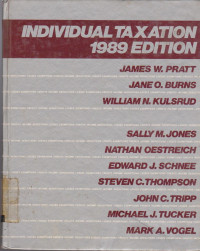 INDIVIDUAL TAXATION
1989 EDITION
JAMES W. PRATT
JANE O. BURNS
WILLIAM N. KULSRUD
SALLY M. JONES
NATHAN OESTREICH
EDWARD J. SCHNEE
STEVEN C. THOMPSON
JOHN C. TRIPP
MICHAEL J. TUCKER
MARK A. VOGEL